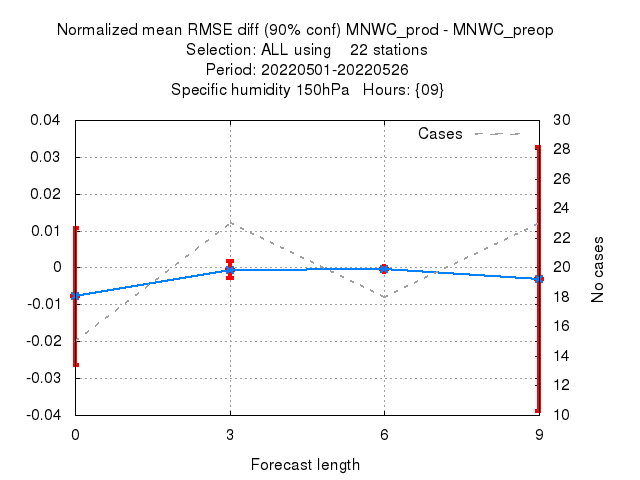 Normalized mean RMSE diff (90% conf) MNWC_prod - MNWC_preop
Selection: ALL using    22 stations
Period: 20220501-20220526
Specific humidity 150hPa   Hours: {09}
Cases
0.04
0.03
0.02
0.01
0
-0.01
-0.02
-0.03
-0.04
30
28
26
24
22
20
18
16
14
12
10
No cases
0 3 6 9
Forecast length